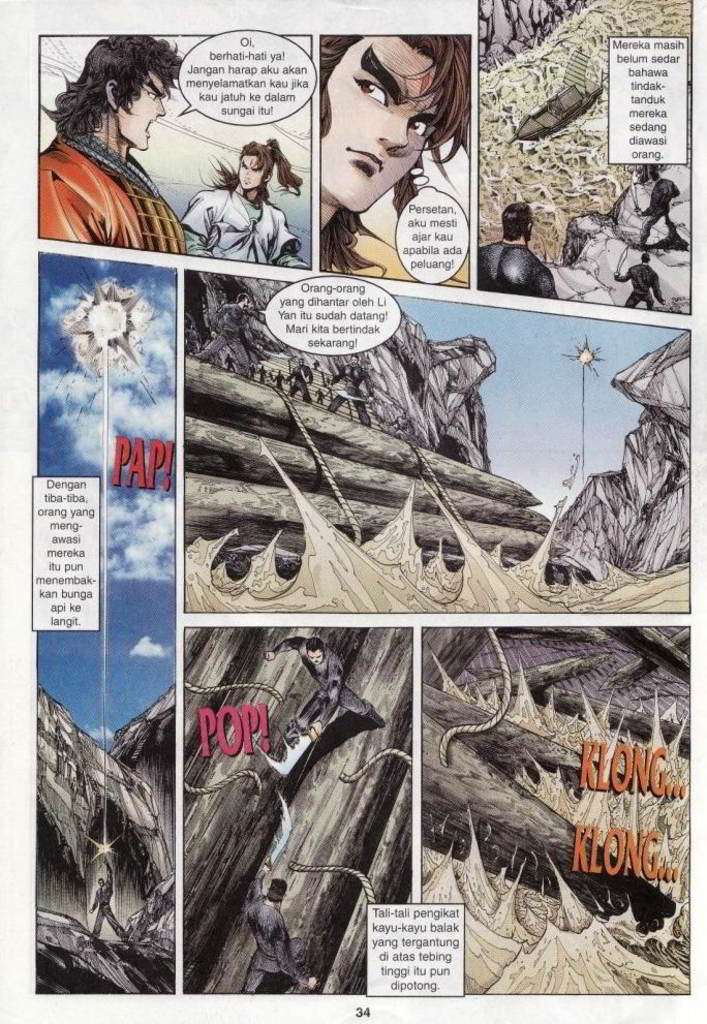 Oi,
berhati-hati ya!
Jangan harap aku akan
menyelamatkan kau jika
kau jatuh ke dalam
sungai itu!
Persetan,
aku mesti
ajar kau
apabila ada
peluang!
Mereka masih
belum sedar
bahawa
tindak-
tanduk
mereka
sedang
diawasi
orang.
PAP!
Dengan
tiba-tiba,
orang yang
meng-
awasi
mereka
itu pun
menembak-
kan bunga
api ke
langit.
Orang-orang
yang dihantar oleh Li
Yan itu sudah datang!
Mari kita bertindak
sekarang!
POP!
Tali-tali pengikat
kayu-kayu balak
yang tergantung
di atas tebing
tinggi itu pun
dipotong.
KLONG...
KLONG...
34